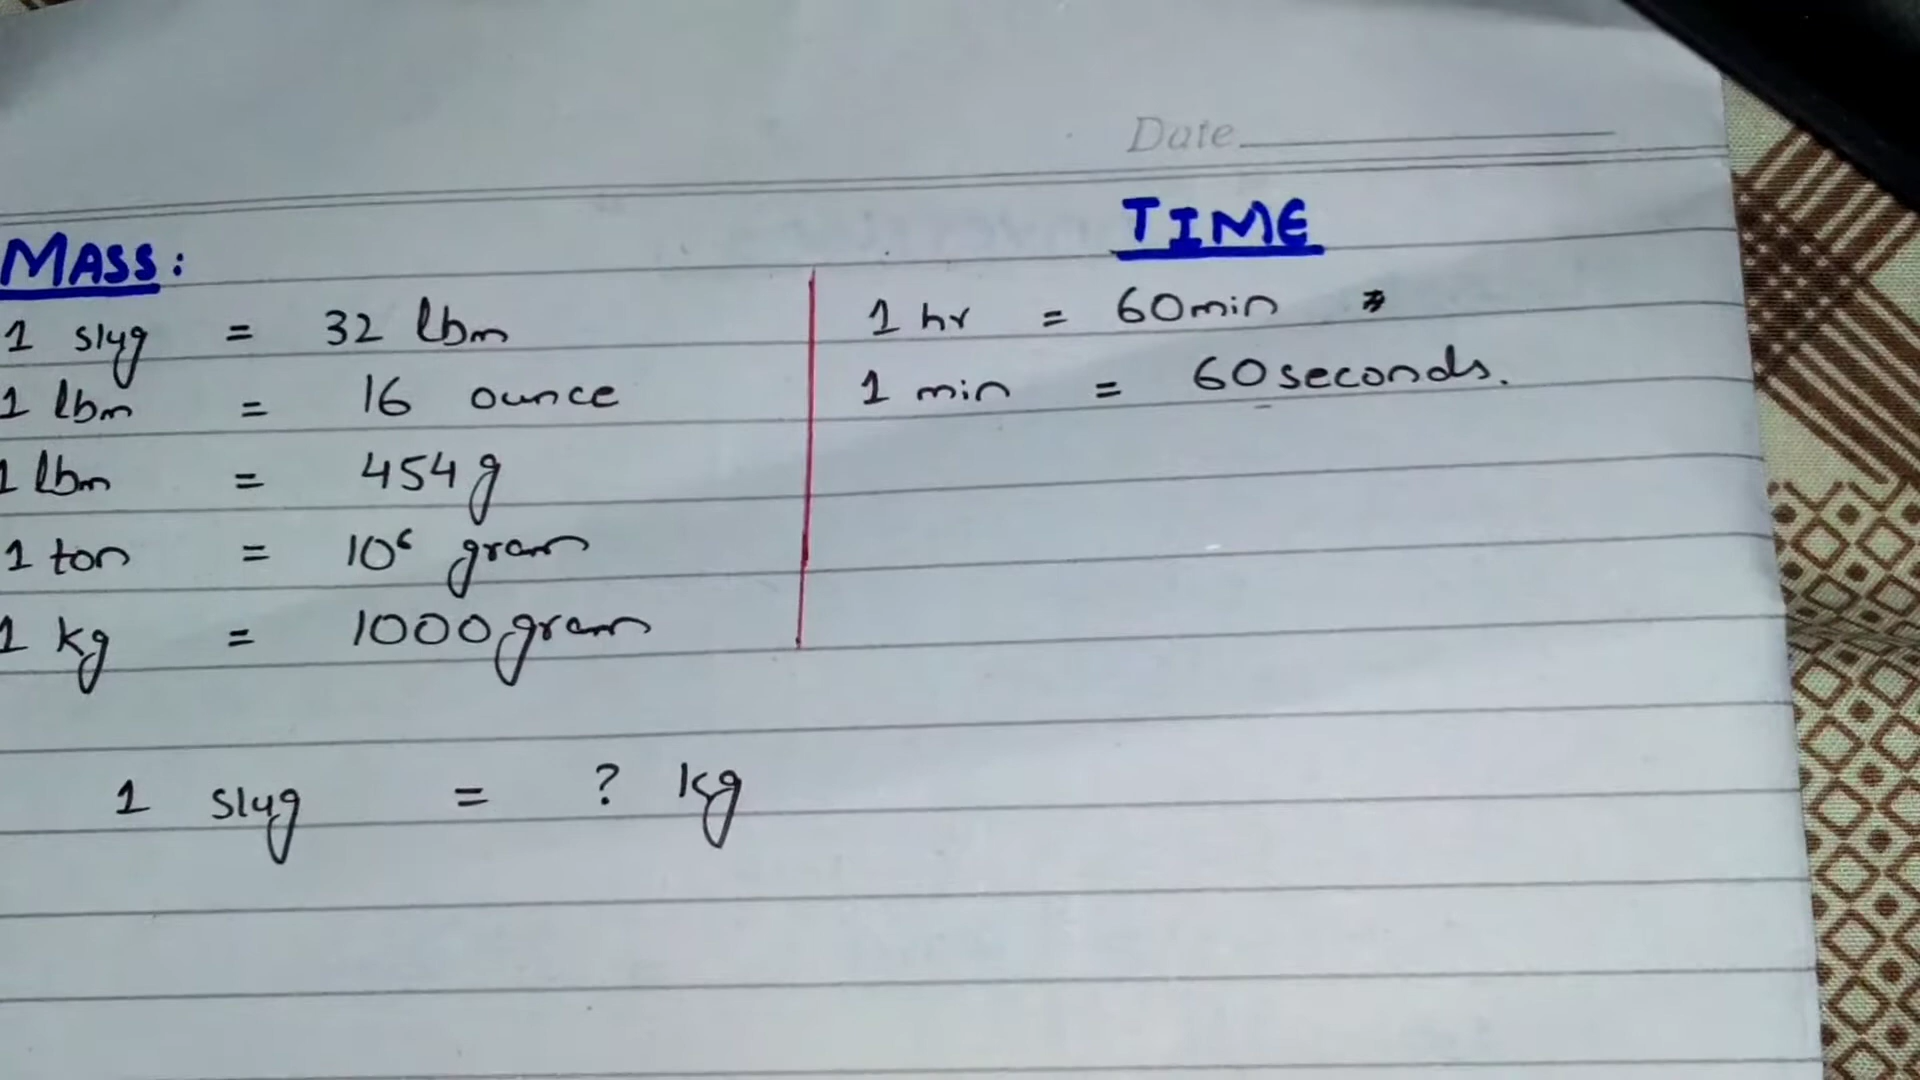 Date
MASS:
1 slug = 32 lbm
1 lbm = 16 ounce
1 lbm = 454 g
1 ton = 10⁶ gram
1 kg = 1000 gram
TIME
1 hr = 60 min
1 min = 60 seconds.
1 slug = ? kg